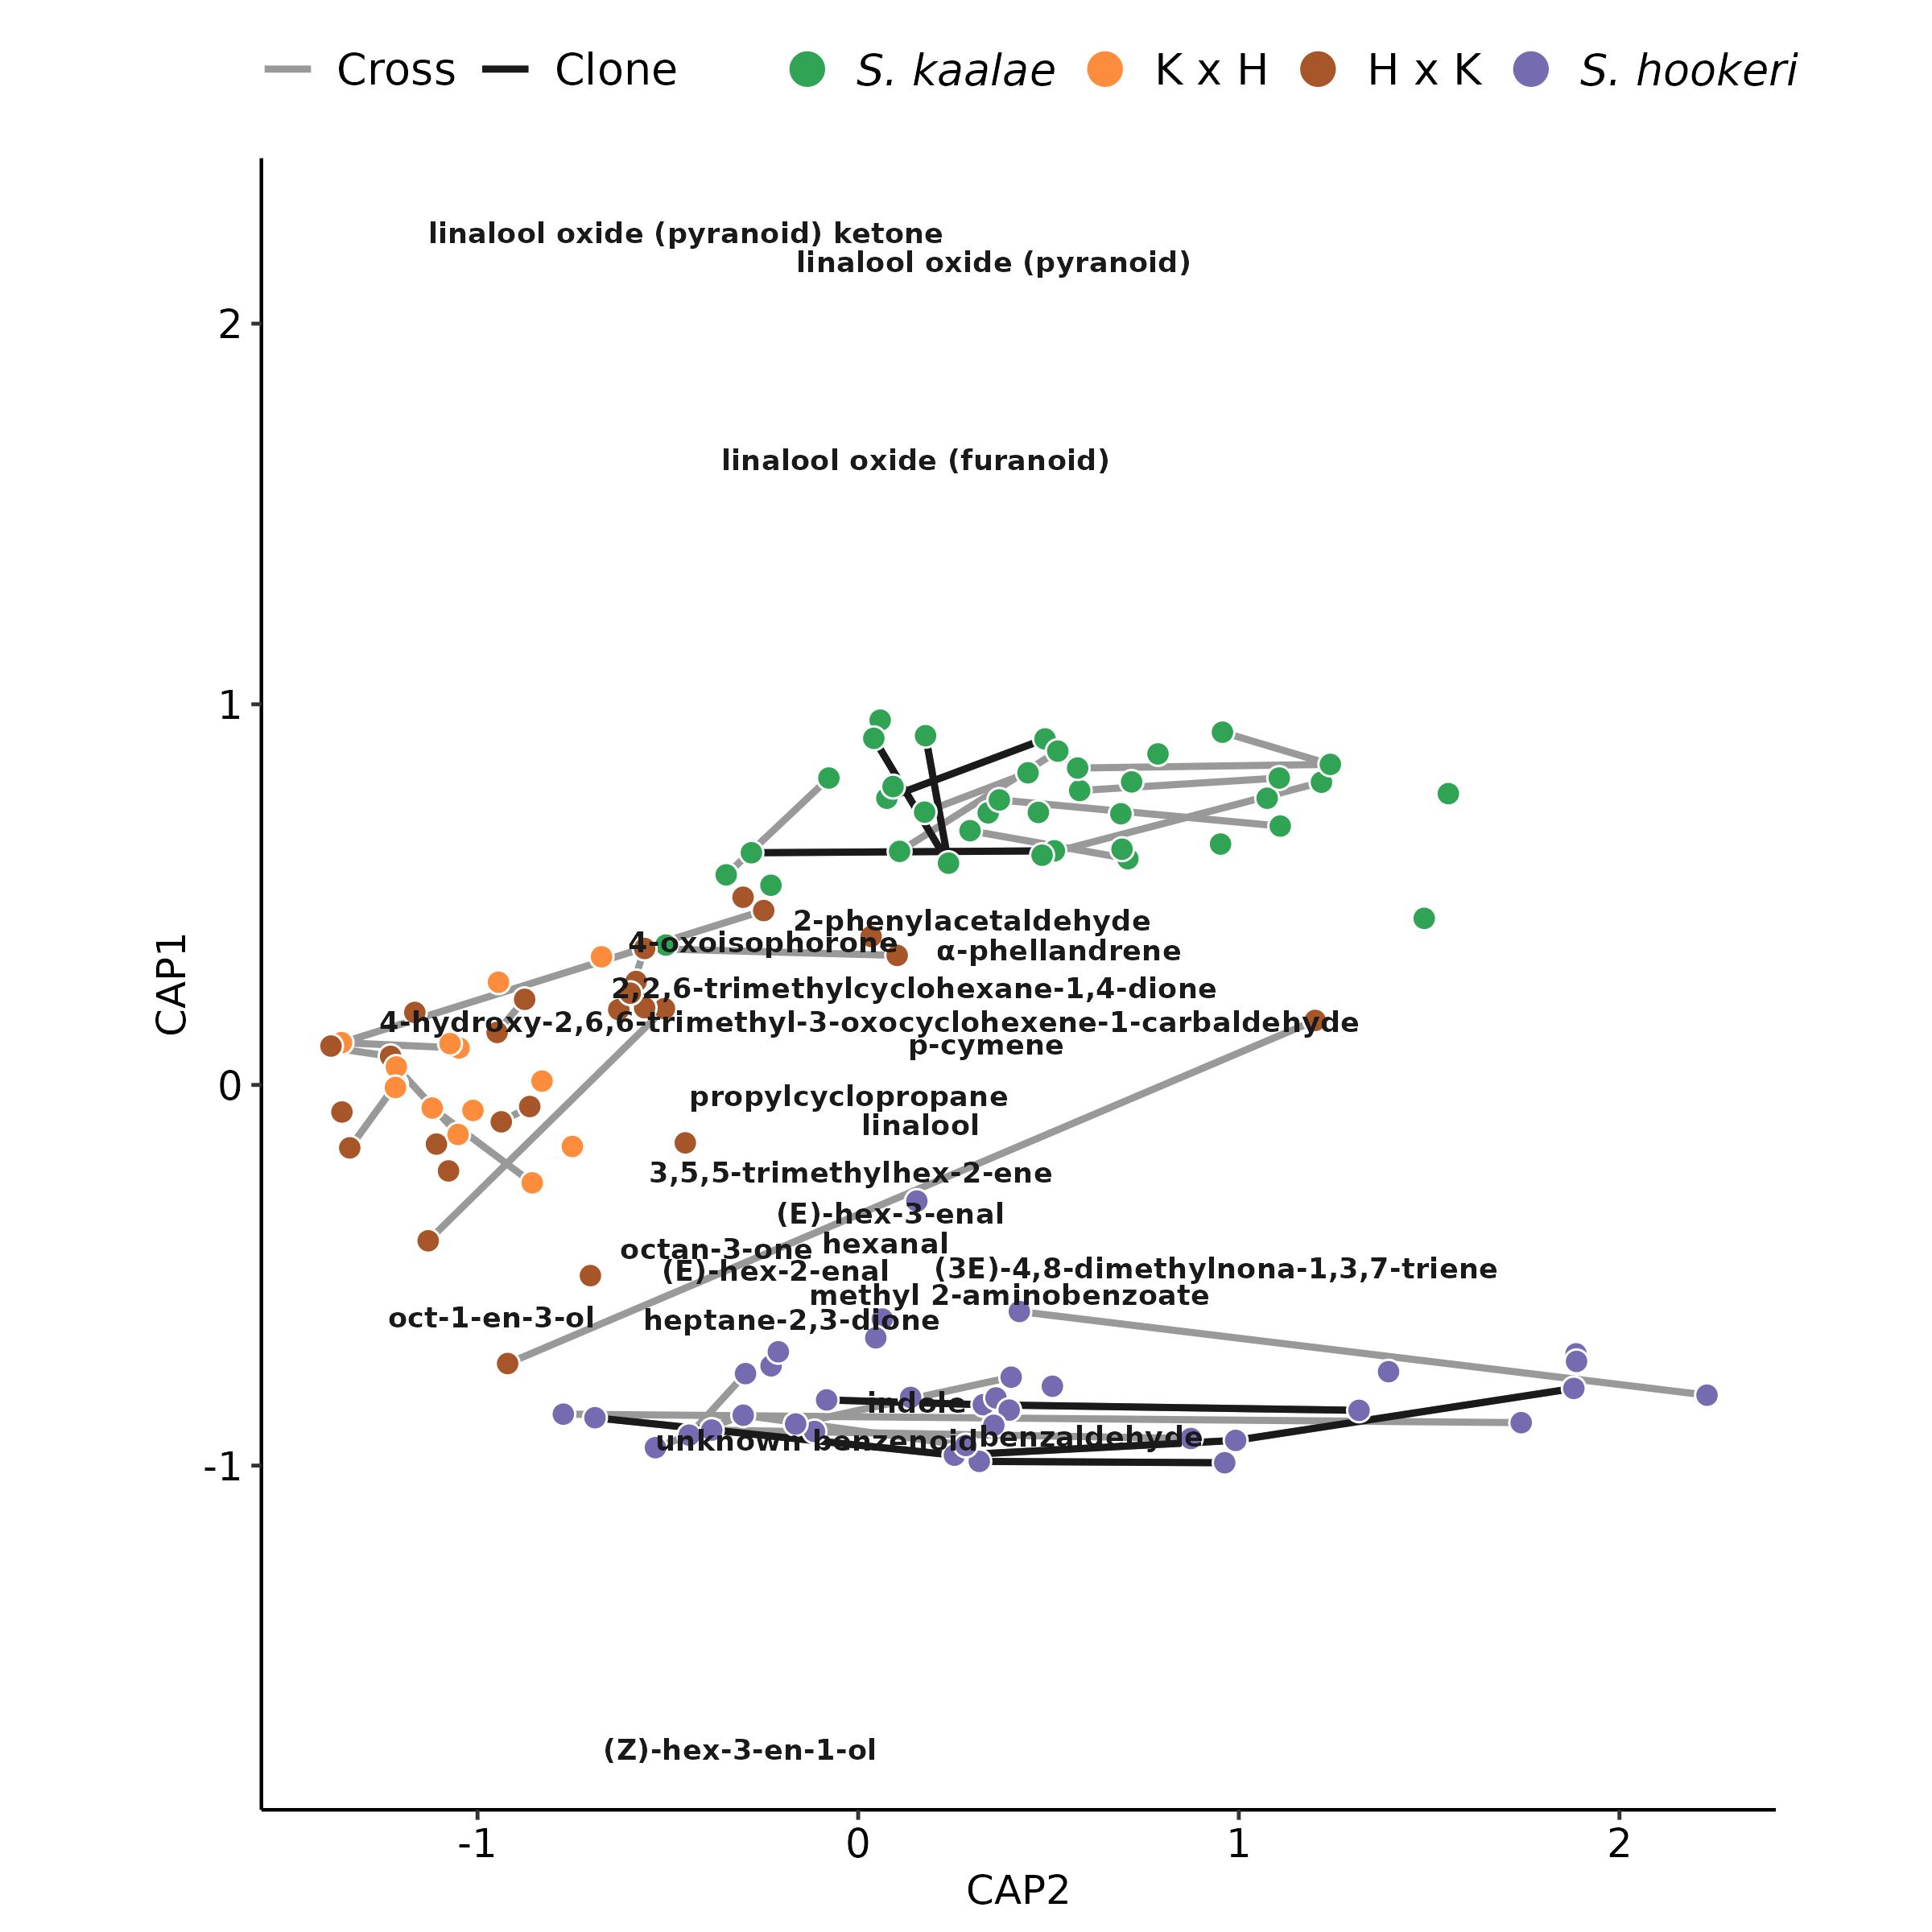 Cross Clone S. kaalae K x H H x K S. hookeri
linalool oxide (pyranoid) ketone
linalool oxide (pyranoid)
2
linalool oxide (furanoid)
1
2-phenylacetaldehyde
4-oxoisophorone
α-phellandrene
CAP1
2,2,6-trimethylcyclohexane-1,4-dione
4-hydroxy-2,6,6-trimethyl-3-oxocyclohexene-1-carbaldehyde
p-cymene
0
propylcyclopropane
linalool
3,5,5-trimethylhex-2-ene
(E)-hex-3-enal
octan-3-one hexanal
(E)-hex-2-enal (3E)-4,8-dimethylnona-1,3,7-triene
methyl 2-aminobenzoate
oct-1-en-3-ol heptane-2,3-dione
indole
unknown benzenoid benzaldehyde
-1
(Z)-hex-3-en-1-ol
-1 0 1 2
CAP2